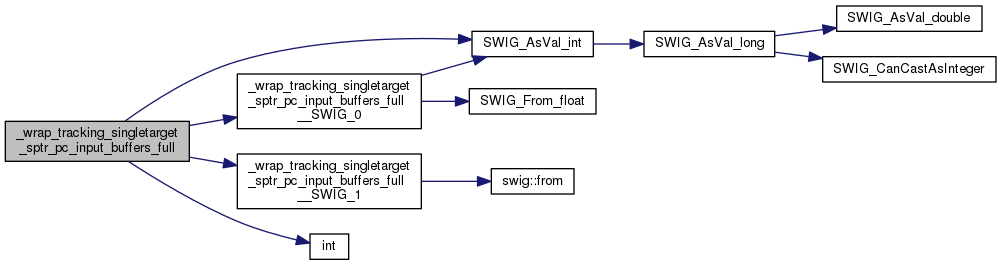 _wrap_tracking_singletarget
_sptr_pc_input_buffers_full
_wrap_tracking_singletarget
_sptr_pc_input_buffers_full
__SWIG_0
_wrap_tracking_singletarget
_sptr_pc_input_buffers_full
__SWIG_1
int
SWIG_AsVal_int
SWIG_From_float
swig::from
SWIG_AsVal_long
SWIG_AsVal_double
SWIG_CanCastAsInteger